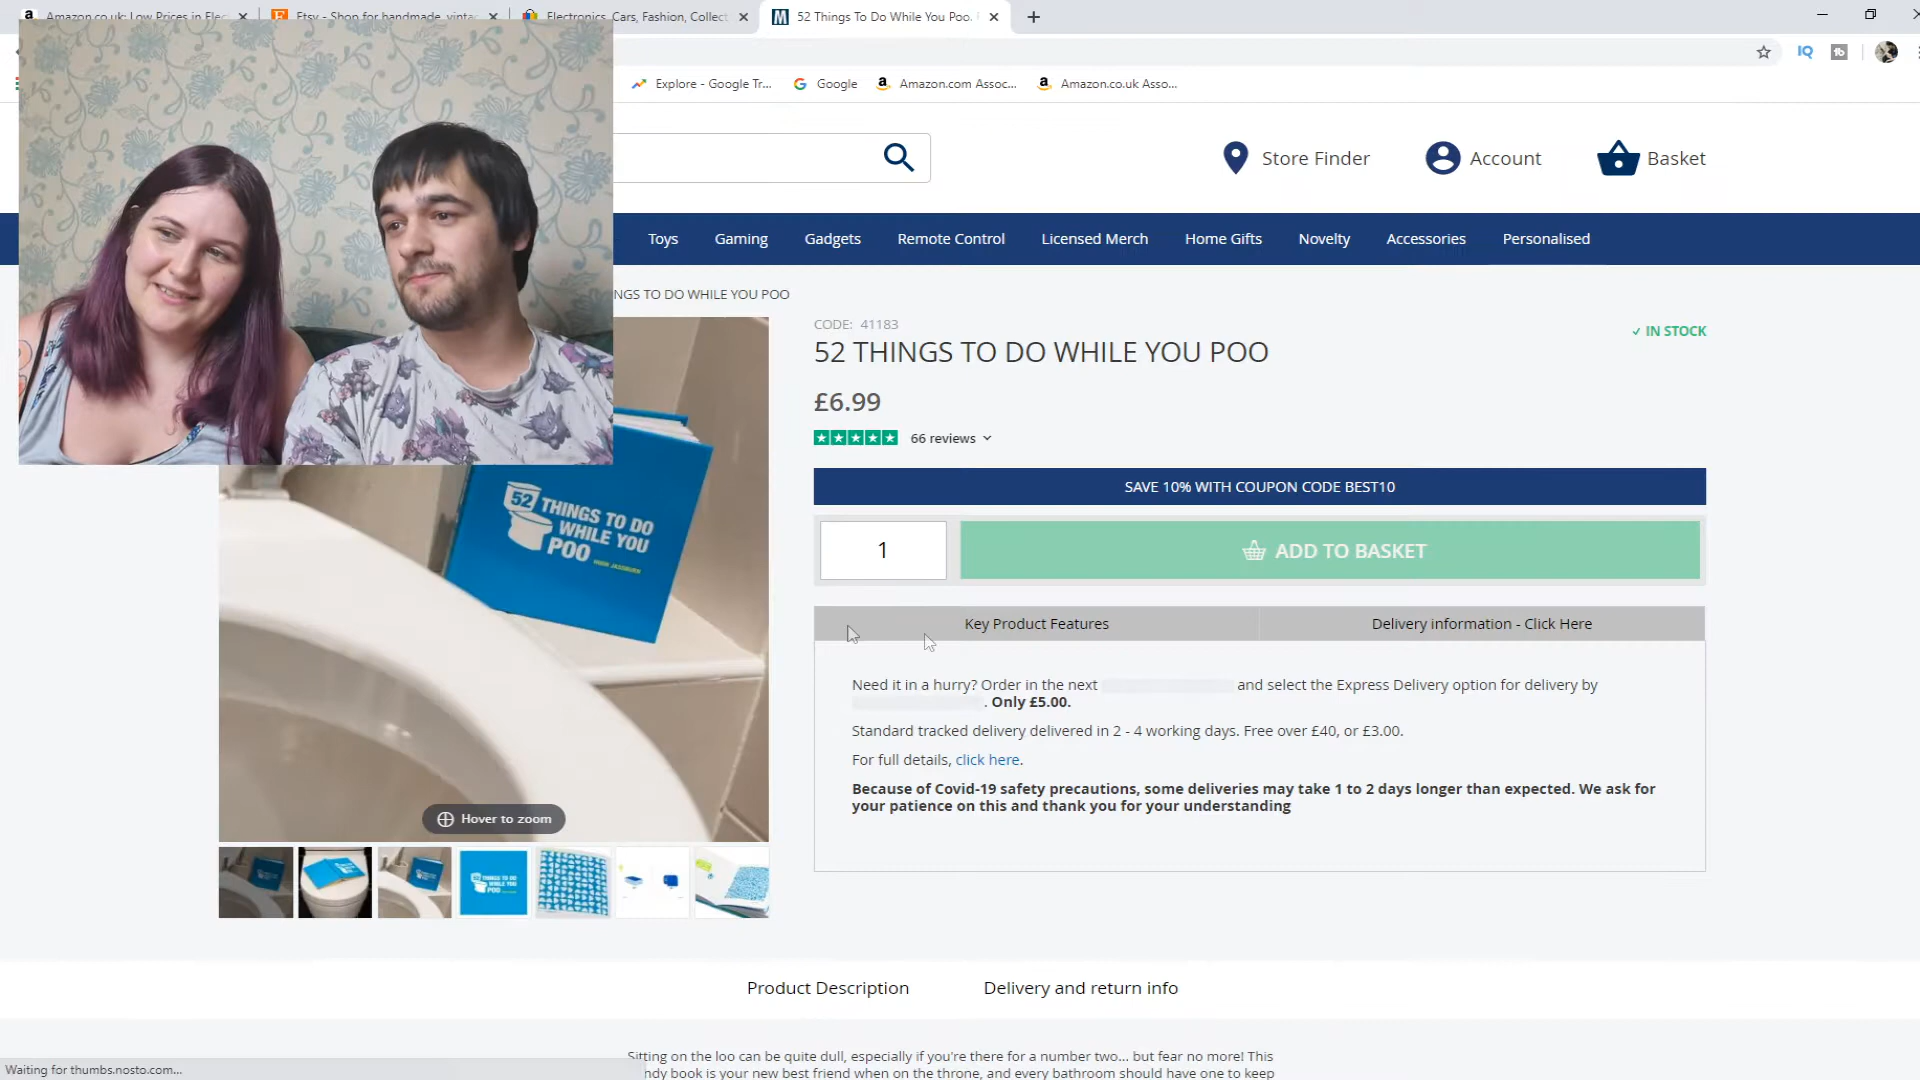 Amazon.co.uk: Low Prices in Elec
Etsy - Shop for handmade, vintag
Electronics, Cars, Fashion, Collect
52 Things To Do While You Poo.
Explore - Google Tr...
Google
Amazon.com Assoc...
Amazon.co.uk Asso...
Store Finder
Account
Basket
Toys
Gaming
Gadgets
Remote Control
Licensed Merch
Home Gifts
Novelty
Accessories
Personalised
NGS TO DO WHILE YOU POO
CODE: 41183
IN STOCK
52 THINGS TO DO WHILE YOU POO
£6.99
66 reviews
SAVE 10% WITH COUPON CODE BEST10
1
ADD TO BASKET
52 THINGS TO DO
WHILE YOU
POO
HUGH JASSBURN
Key Product Features
Delivery information - Click Here
Need it in a hurry? Order in the next and select the Express Delivery option for delivery by
. Only £5.00.
Standard tracked delivery delivered in 2 - 4 working days. Free over £40, or £3.00.
For full details, click here.
Because of Covid-19 safety precautions, some deliveries may take 1 to 2 days longer than expected. We ask for
your patience on this and thank you for your understanding
Hover to zoom
Product Description
Delivery and return info
Sitting on the loo can be quite dull, especially if you're there for a number two... but fear no more! This
ndy book is your new best friend when on the throne, and every bathroom should have one to keep
Waiting for thumbs.nosto.com...